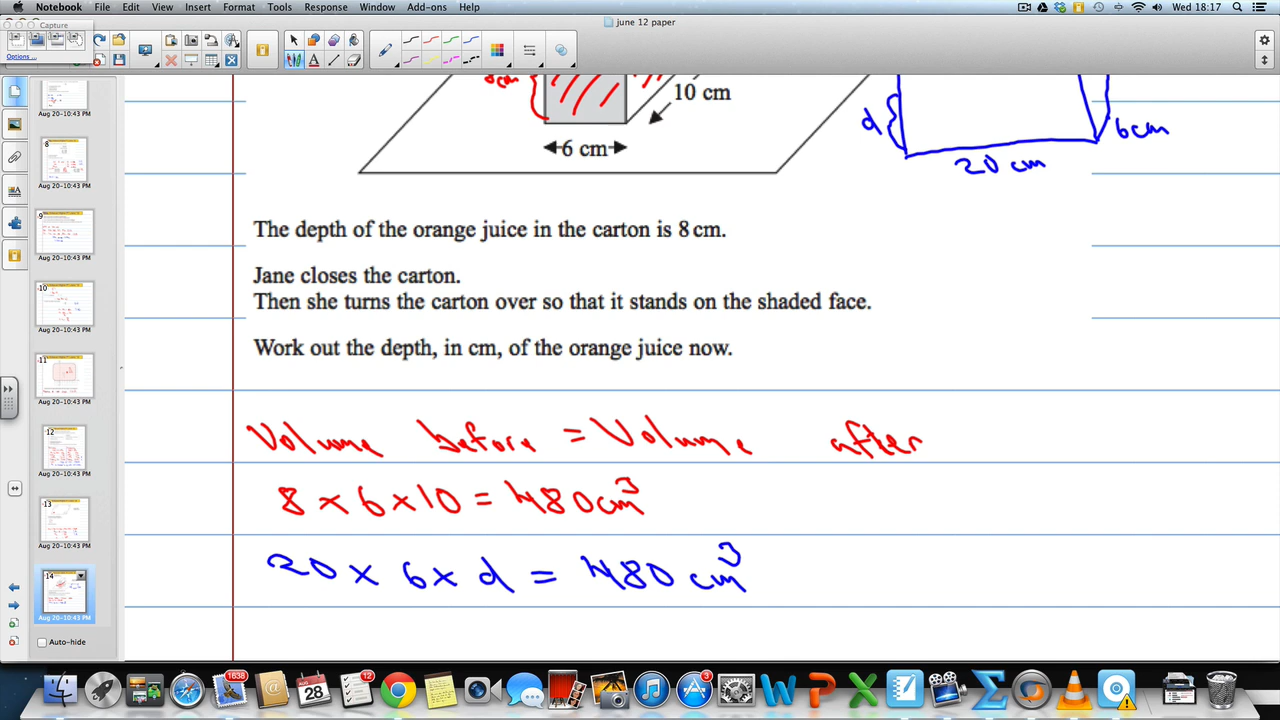 Notebook File Edit View Insert Format Tools Response Window Add-ons Help
Wed 18:17
Capture
june 12 paper
Options ...
Aug 20-10:43 PM
8
Aug 20-10:43 PM
9
Aug 20-10:43 PM
10
Aug 20-10:43 PM
11
Aug 20-10:43 PM
12
Aug 20-10:43 PM
13
Aug 20-10:43 PM
14
Aug 20-10:43 PM
Auto-hide
10 cm
6 cm
d
6cm
20 cm
The depth of the orange juice in the carton is 8 cm.
Jane closes the carton.
Then she turns the carton over so that it stands on the shaded face.
Work out the depth, in cm, of the orange juice now.
Volume before = Volume after
8 × 6 × 10 = 480cm³
20 × 6 × d = 480 cm³
1638
AUG 28
12
3